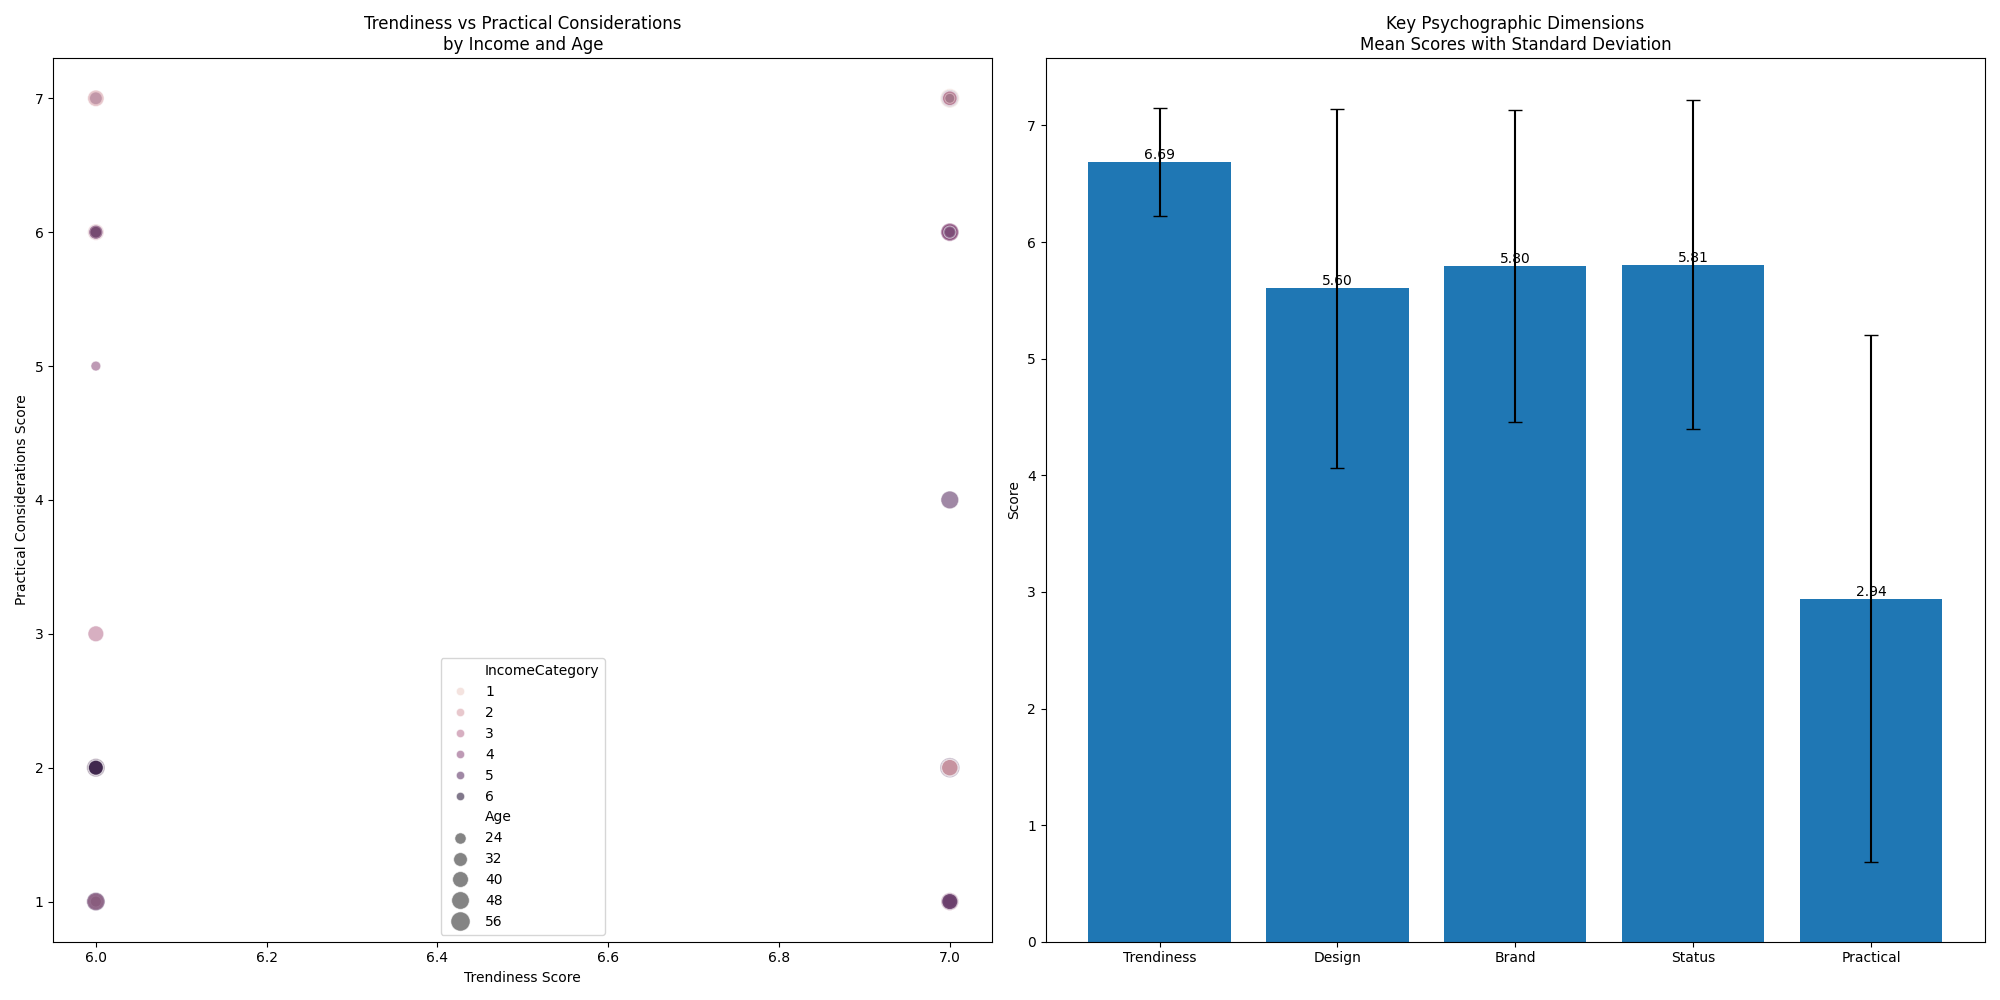 Trendiness vs Practical Considerations
by Income and Age
Practical Considerations Score
7
6
5
4
3
2
1
IncomeCategory
1
2
3
4
5
6
Age
24
32
40
48
56
6.0
6.2
6.4
6.6
6.8
7.0
Trendiness Score
Key Psychographic Dimensions
Mean Scores with Standard Deviation
Score
7
6
5
4
3
2
1
0
6.69
5.60
5.80
5.81
2.94
Trendiness
Design
Brand
Status
Practical